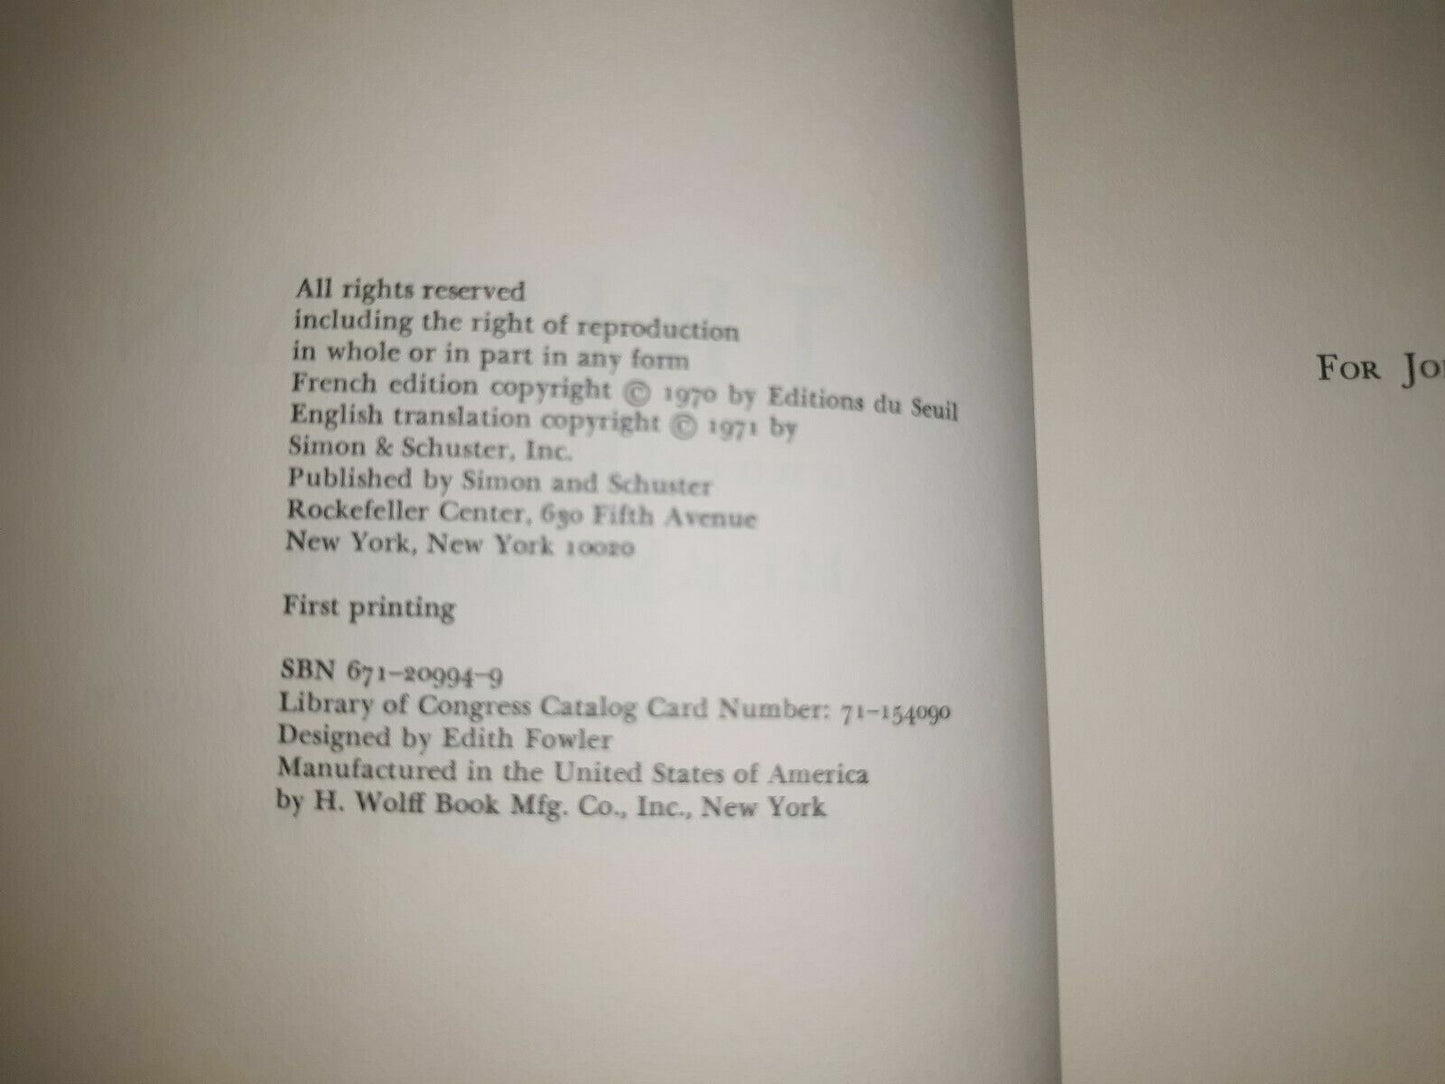 All rights reserved
including the right of reproduction
in whole or in part in any form
French edition copyright © 1970 by Editions du Seuil
English translation copyright © 1971 by
Simon & Schuster, Inc.
Published by Simon and Schuster
Rockefeller Center, 630 Fifth Avenue
New York, New York 10020
First printing
SBN 671-20994-9
Library of Congress Catalog Card Number: 71-154090
Designed by Edith Fowler
Manufactured in the United States of America
by H. Wolff Book Mfg. Co., Inc., New York
For